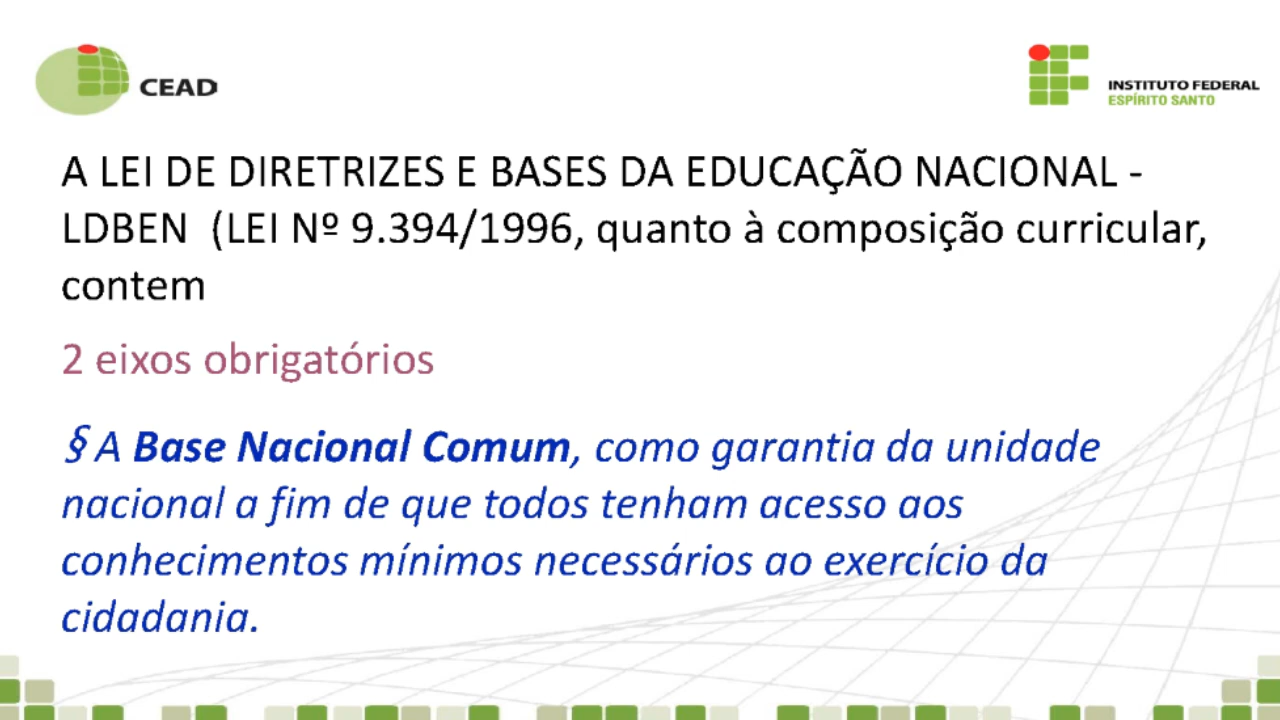 CEAD
INSTITUTO FEDERAL
ESPÍRITO SANTO
A LEI DE DIRETRIZES E BASES DA EDUCAÇÃO NACIONAL -
LDBEN (LEI Nº 9.394/1996, quanto à composição curricular,
contem
2 eixos obrigatórios
§ A Base Nacional Comum, como garantia da unidade
nacional a fim de que todos tenham acesso aos
conhecimentos mínimos necessários ao exercício da
cidadania.